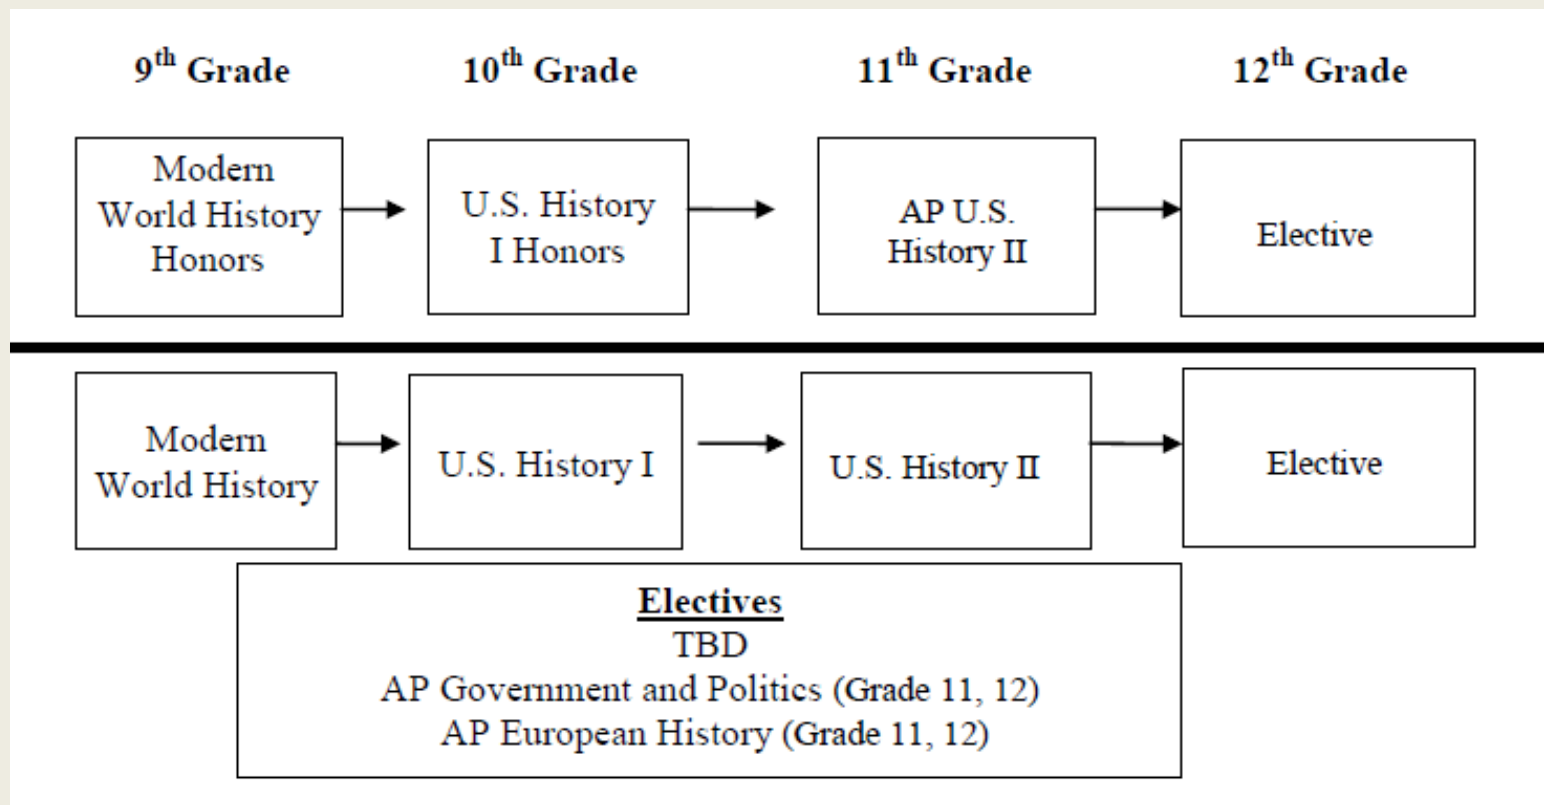 9th Grade 10th Grade 11th Grade 12th Grade
Modern
World History
Honors
U.S. History
I Honors
AP U.S.
History II
Elective
Modern
World History
U.S. History I
U.S. History II
Elective
Electives
TBD
AP Government and Politics (Grade 11, 12)
AP European History (Grade 11, 12)